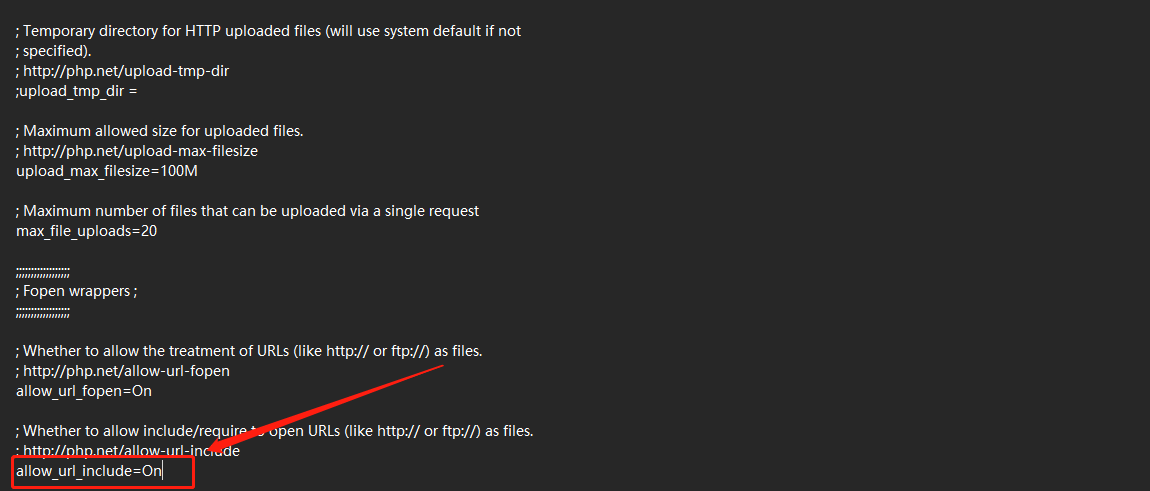 ; Temporary directory for HTTP uploaded files (will use system default if not
; specified).
; http://php.net/upload-tmp-dir
;upload_tmp_dir =
; Maximum allowed size for uploaded files.
; http://php.net/upload-max-filesize
upload_max_filesize=100M
; Maximum number of files that can be uploaded via a single request
max_file_uploads=20
;;;;;;;;;;;;;;;;;;
; Fopen wrappers ;
;;;;;;;;;;;;;;;;;;
; Whether to allow the treatment of URLs (like http:// or ftp://) as files.
; http://php.net/allow-url-fopen
allow_url_fopen=On
; Whether to allow include/require to open URLs (like http:// or ftp://) as files.
; http://php.net/allow-url-include
allow_url_include=On